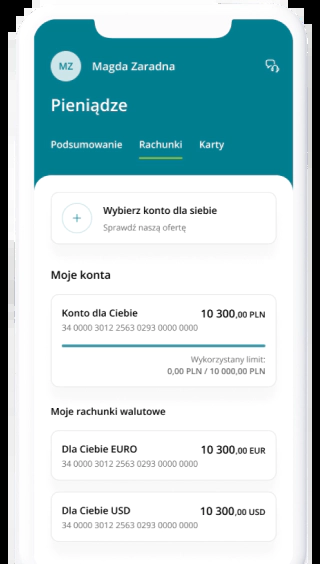 MZ
Magda Zaradna
Pieniądze
Podsumowanie Rachunki Karty
+
Wybierz konto dla siebie
Sprawdź naszą ofertę
Moje konta
Konto dla Ciebie 10 300,00 PLN
34 0000 3012 2563 0293 0000 0000
Wykorzystany limit:
0,00 PLN / 10 000,00 PLN
Moje rachunki walutowe
Dla Ciebie EURO 10 300,00 EUR
34 0000 3012 2563 0293 0000 0000
Dla Ciebie USD 10 300,00 USD
34 0000 3012 2563 0293 0000 0000